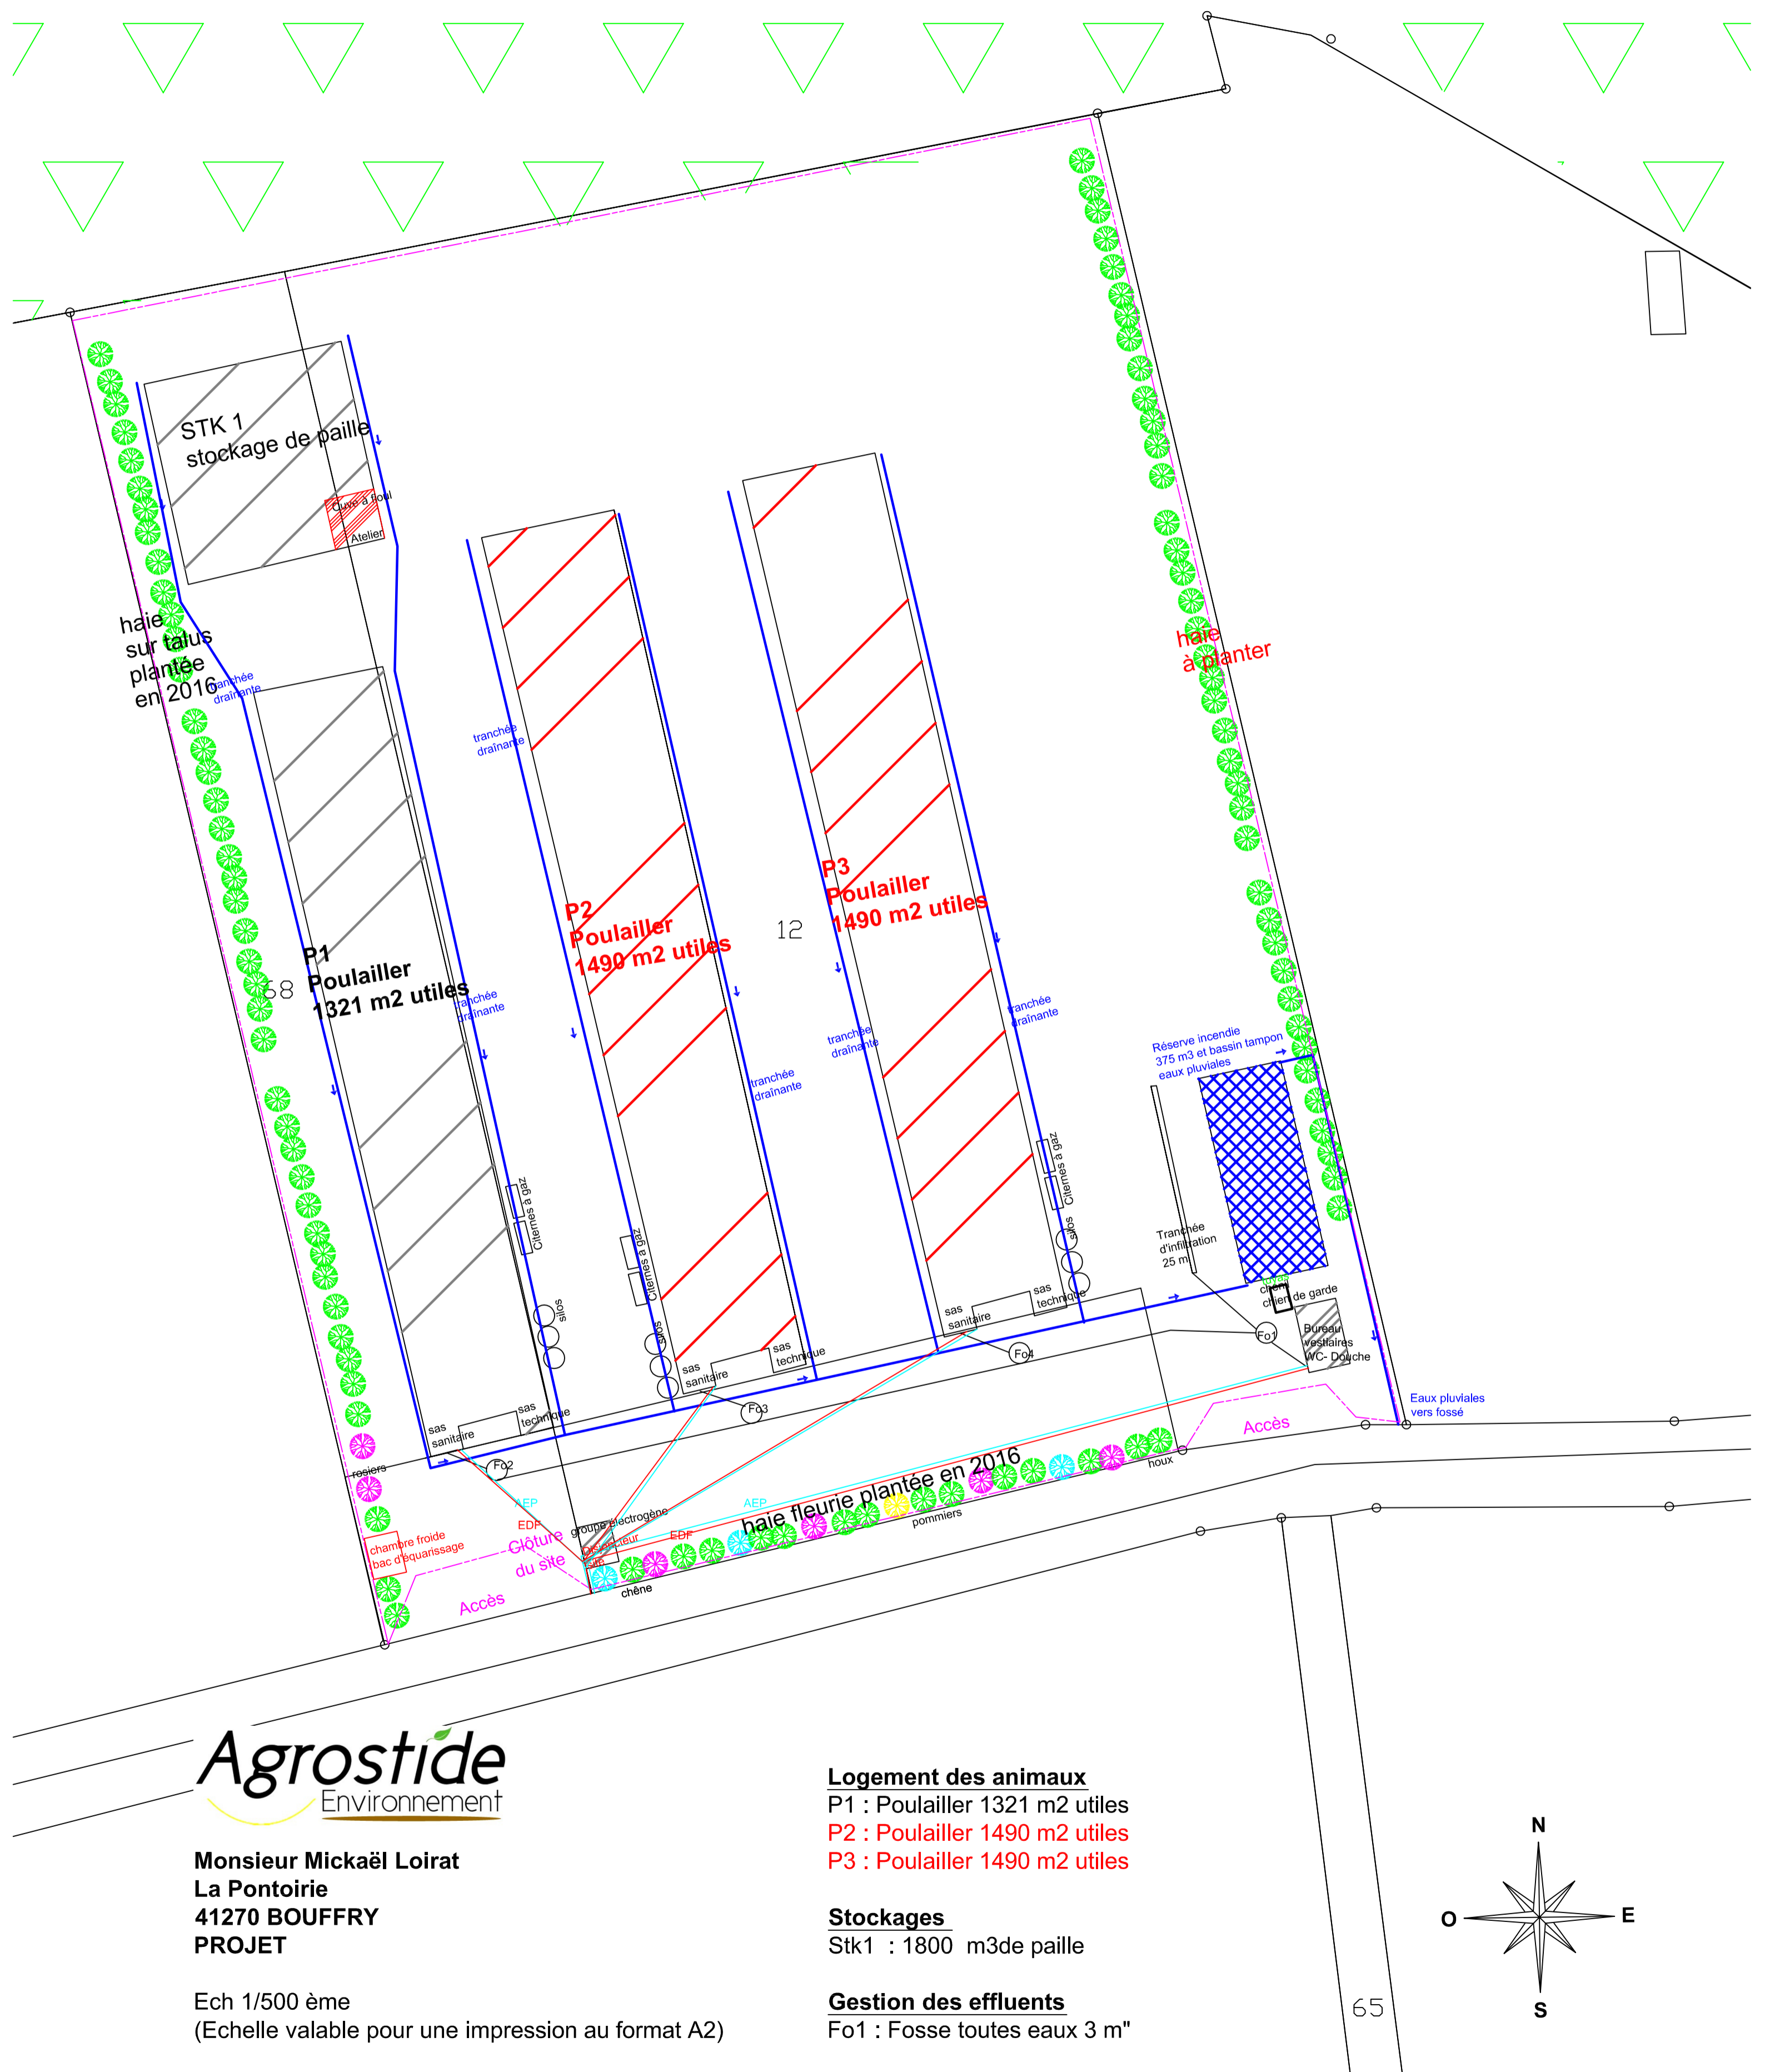 STK 1
stockage de paille
Cuve à fioul
Atelier
haie
sur talus
plantée
en 2016
tranchée
draînante
tranchée
draînante
haie
à planter
P3
Poulailler
1490 m2 utiles
P2
Poulailler
1490 m2 utiles
12
P1
Poulailler
1321 m2 utiles
68
tranchée
draînante
tranchée
draînante
tranchée
draînante
tranchée
draînante
Réserve incendie
375 m3 et bassin tampon
eaux pluviales
Citernes à gaz
Citernes à gaz
Citernes à gaz
silos
silos
silos
Tranchée
d'infiltration
25 m
chenil
chien de garde
Bureau
vestiaires
WC- Douche
sas
sanitaire
sas
technique
sas
sanitaire
sas
technique
sas
sanitaire
sas
technique
Fo1
Fo4
Fo3
Fo2
Eaux pluviales
vers fossé
Accès
rosiers
houx
haie fleurie plantée en 2016
AEP
AEP
EDF
EDF
groupe électrogène
Disjoncteur
pommiers
chambre froide
bac d'équarissage
Clôture
du site
chêne
Accès
Agrostide
Environnement
Monsieur Mickaël Loirat
La Pontoirie
41270 BOUFFRY
PROJET
Ech 1/500 ème
(Echelle valable pour une impression au format A2)
Logement des animaux
P1 : Poulailler 1321 m2 utiles
P2 : Poulailler 1490 m2 utiles
P3 : Poulailler 1490 m2 utiles
Stockages
Stk1 : 1800 m3de paille
Gestion des effluents
Fo1 : Fosse toutes eaux 3 m"
N
O
E
S
65